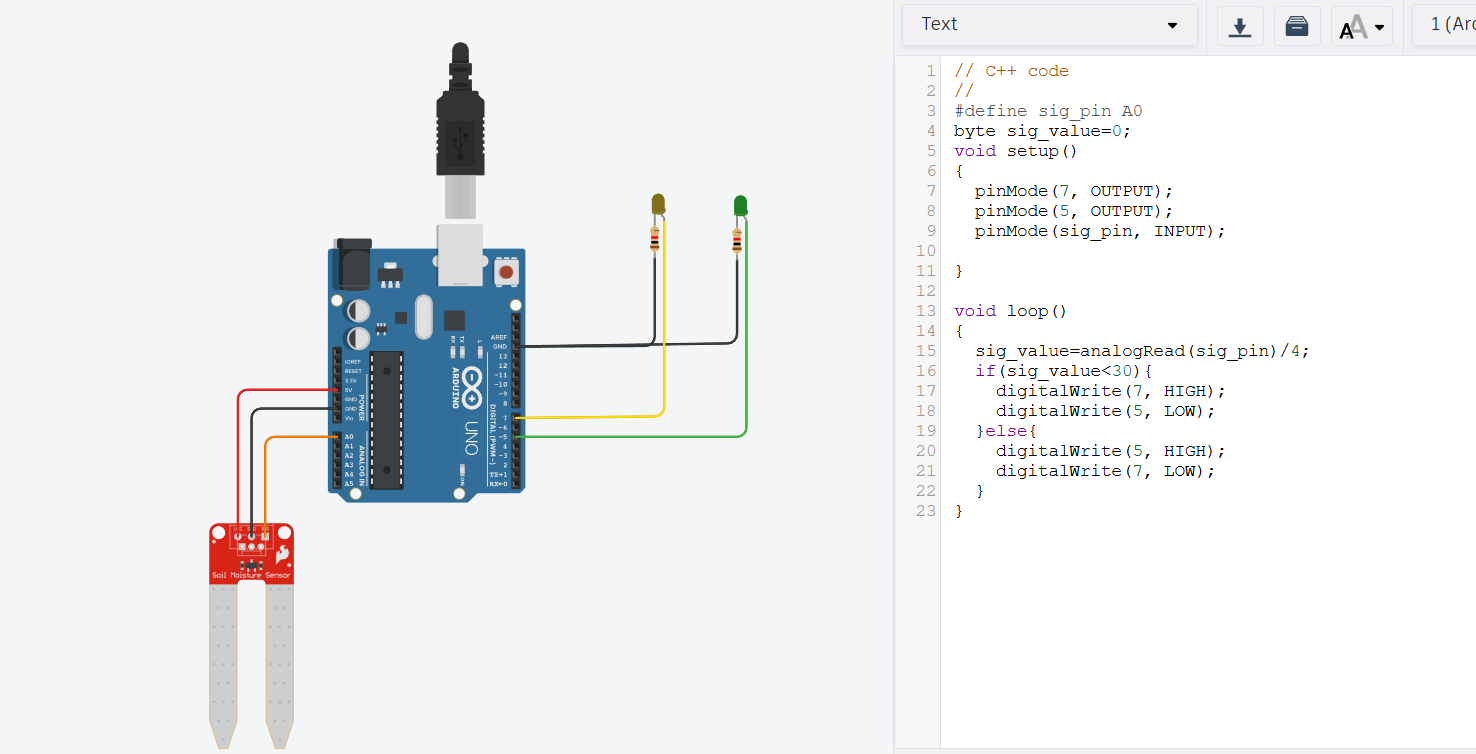 Text
1 (Arc
1 // C++ code
2 //
3 #define sig_pin A0
4 byte sig_value=0;
5 void setup()
6 {
7 pinMode(7, OUTPUT);
8 pinMode(5, OUTPUT);
9 pinMode(sig_pin, INPUT);
10
11 }
12
13 void loop()
14 {
15 sig_value=analogRead(sig_pin)/4;
16 if(sig_value<30){
17 digitalWrite(7, HIGH);
18 digitalWrite(5, LOW);
19 }else{
20 digitalWrite(5, HIGH);
21 digitalWrite(7, LOW);
22 }
23 }
AREF
GND
13
12
~11
~10
~9
8
7
~6
~5
4
~3
2
TX→1
RX←0
RX
TX
L
ARDUINO
UNO
DIGITAL (PWM~)
ON
IOREF
RESET
3.3V
5V
GND
GND
Vin
POWER
A0
A1
A2
A3
A4
A5
ANALOG IN
Soil Moisture Sensor